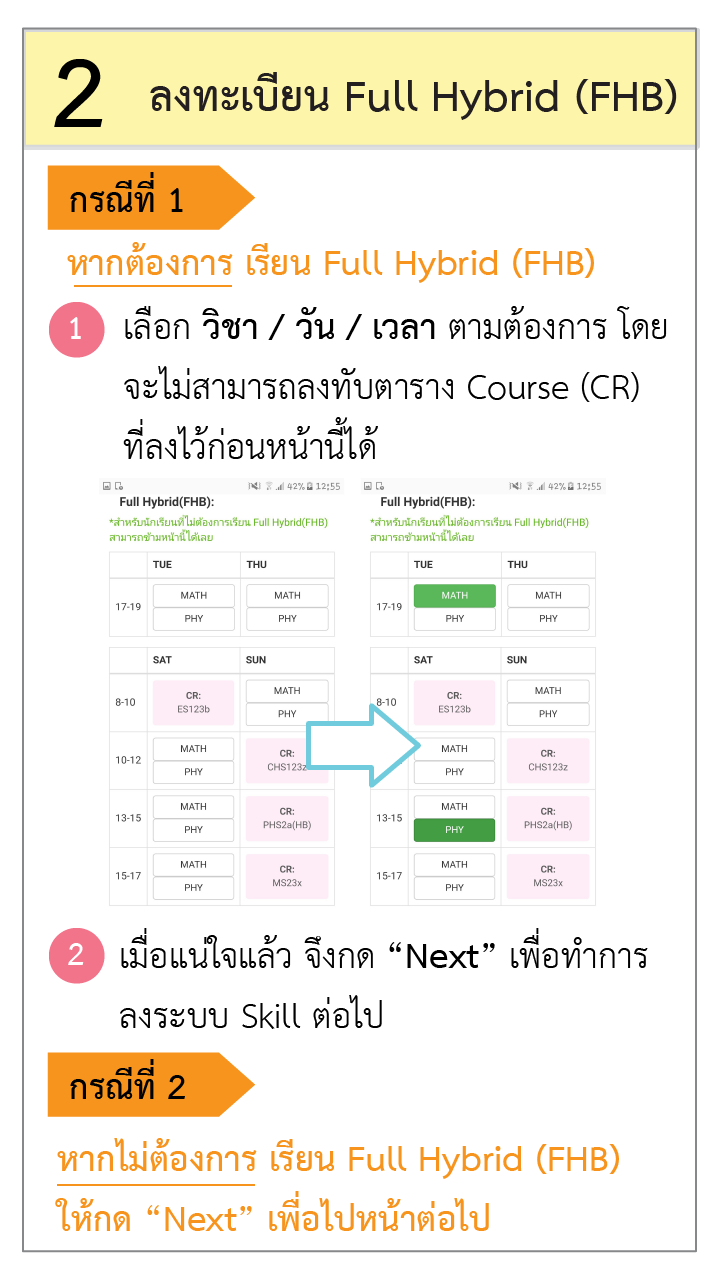 2 ลงทะเบียน Full Hybrid (FHB)
กรณีที่ 1
หากต้องการ เรียน Full Hybrid (FHB)
1 เลือก วิชา / วัน / เวลา ตามต้องการ โดย
จะไม่สามารถลงทับตาราง Course (CR)
ที่ลงไว้ก่อนหน้านี้ได้
42% 12:55
Full Hybrid(FHB):
*สำหรับนักเรียนที่ไม่ต้องการเรียน Full Hybrid(FHB)
สามารถข้ามหน้านี้ได้เลย
TUE THU
17-19 MATH MATH
PHY PHY
SAT SUN
8-10 CR: ES123b MATH
PHY
10-12 MATH CR:
PHY CHS123z
13-15 MATH CR:
PHY PHS2a(HB)
15-17 MATH CR:
PHY MS23x
42% 12:55
Full Hybrid(FHB):
*สำหรับนักเรียนที่ไม่ต้องการเรียน Full Hybrid(FHB)
สามารถข้ามหน้านี้ได้เลย
TUE THU
17-19 MATH MATH
PHY PHY
SAT SUN
8-10 CR: ES123b MATH
PHY
MATH CR:
PHY CHS123z
13-15 MATH CR:
PHY PHS2a(HB)
15-17 MATH CR:
PHY MS23x
2 เมื่อแน่ใจแล้ว จึงกด “Next” เพื่อทำการ
ลงระบบ Skill ต่อไป
กรณีที่ 2
หากไม่ต้องการ เรียน Full Hybrid (FHB)
ให้กด “Next” เพื่อไปหน้าต่อไป